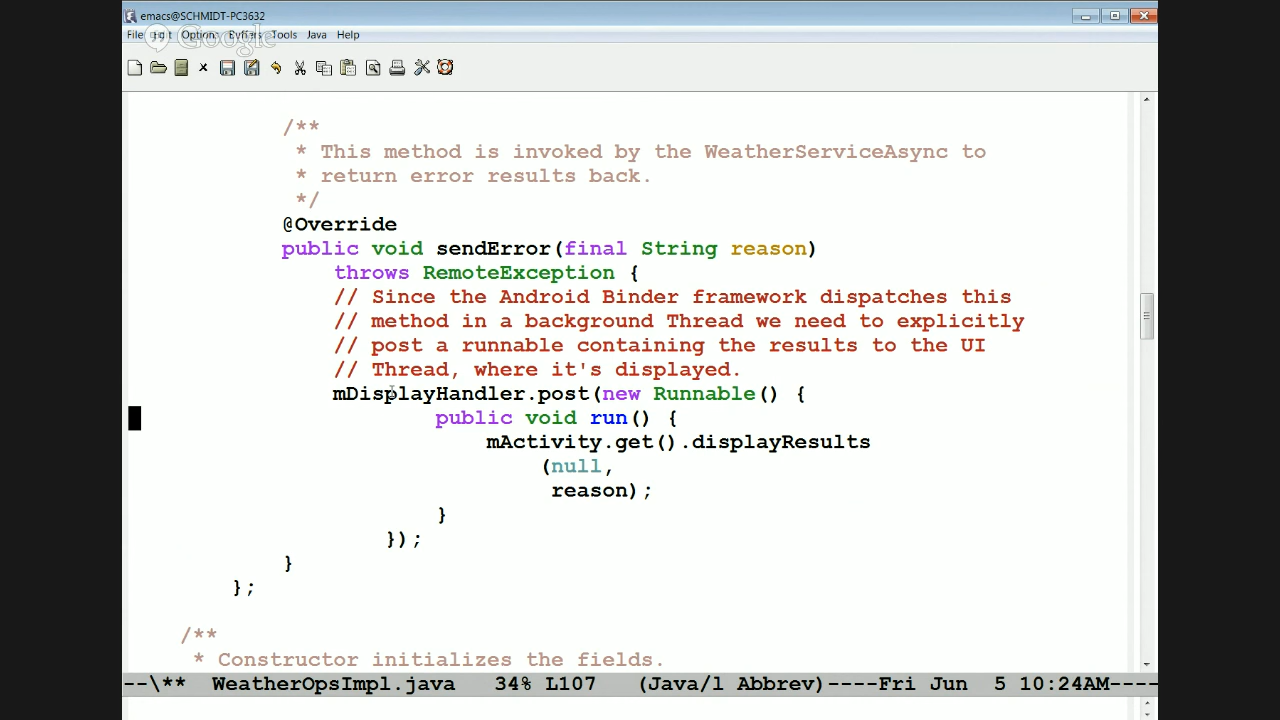 emacs@SCHMIDT-PC3632
File Edit Options Buffers Tools Java Help
Google
/**
* This method is invoked by the WeatherServiceAsync to
* return error results back.
*/
@Override
public void sendError(final String reason)
throws RemoteException {
// Since the Android Binder framework dispatches this
// method in a background Thread we need to explicitly
// post a runnable containing the results to the UI
// Thread, where it's displayed.
mDisplayHandler.post(new Runnable() {
public void run() {
mActivity.get().displayResults
(null,
reason);
}
});
}
};
/**
* Constructor initializes the fields.
--\** WeatherOpsImpl.java 34% L107 (Java/l Abbrev)----Fri Jun 5 10:24AM----